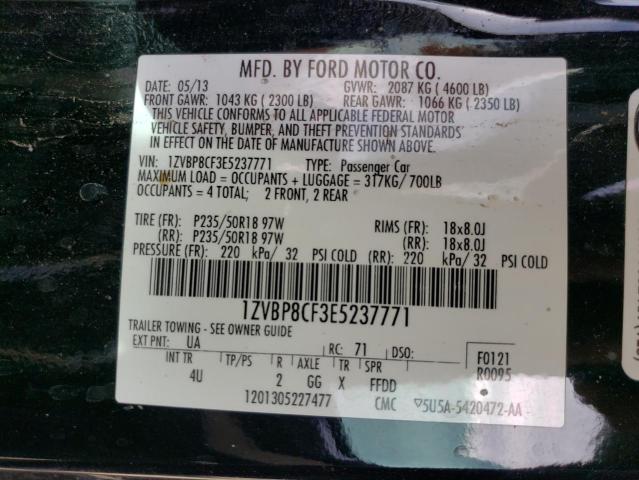 MFD. BY FORD MOTOR CO.
DATE: 05/13 GVWR: 2087 KG ( 4600 LB)
FRONT GAWR: 1043 KG ( 2300 LB) REAR GAWR: 1066 KG ( 2350 LB)
THIS VEHICLE CONFORMS TO ALL APPLICABLE FEDERAL MOTOR
VEHICLE SAFETY, BUMPER, AND THEFT PREVENTION STANDARDS
IN EFFECT ON THE DATE OF MANUFACTURE SHOWN ABOVE.
VIN: 1ZVBP8CF3E5237771 TYPE: Passenger Car
MAXIMUM LOAD = OCCUPANTS + LUGGAGE = 317KG/ 700LB
OCCUPANTS = 4 TOTAL; 2 FRONT, 2 REAR
TIRE (FR): P235/50R18 97W RIMS (FR): 18x8.0J
(RR): P235/50R18 97W (RR): 18x8.0J
PRESSURE (FR): 220 kPa/ 32 PSI COLD (RR): 220 kPa/ 32 PSI COLD
1ZVBP8CF3E5237771
TRAILER TOWING - SEE OWNER GUIDE
EXT PNT: UA RC: 71 DSO: F0121
INT TR TP/PS R AXLE TR SPR R0095
4U 2 GG X FFDD
1201305227477 CMC 5U5A-5420472-AA